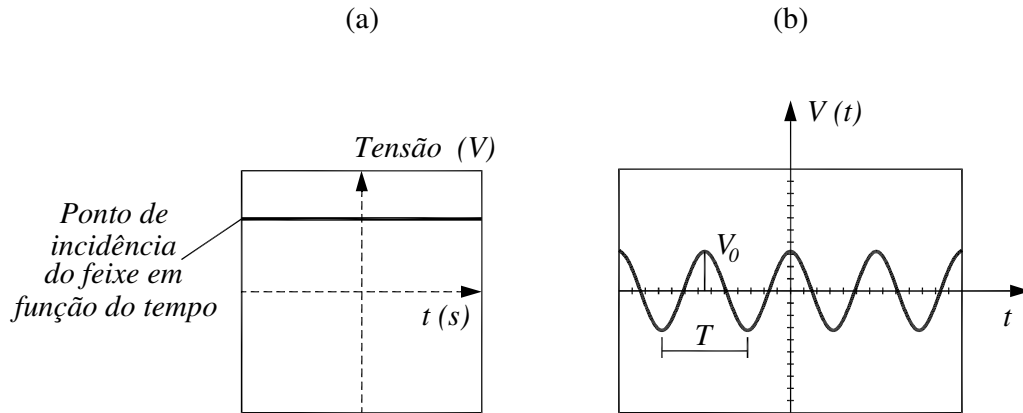 (a)
(b)
Tensão (V)
Ponto de
incidência
do feixe em
função do tempo
t (s)
V (t)
V0
T
t